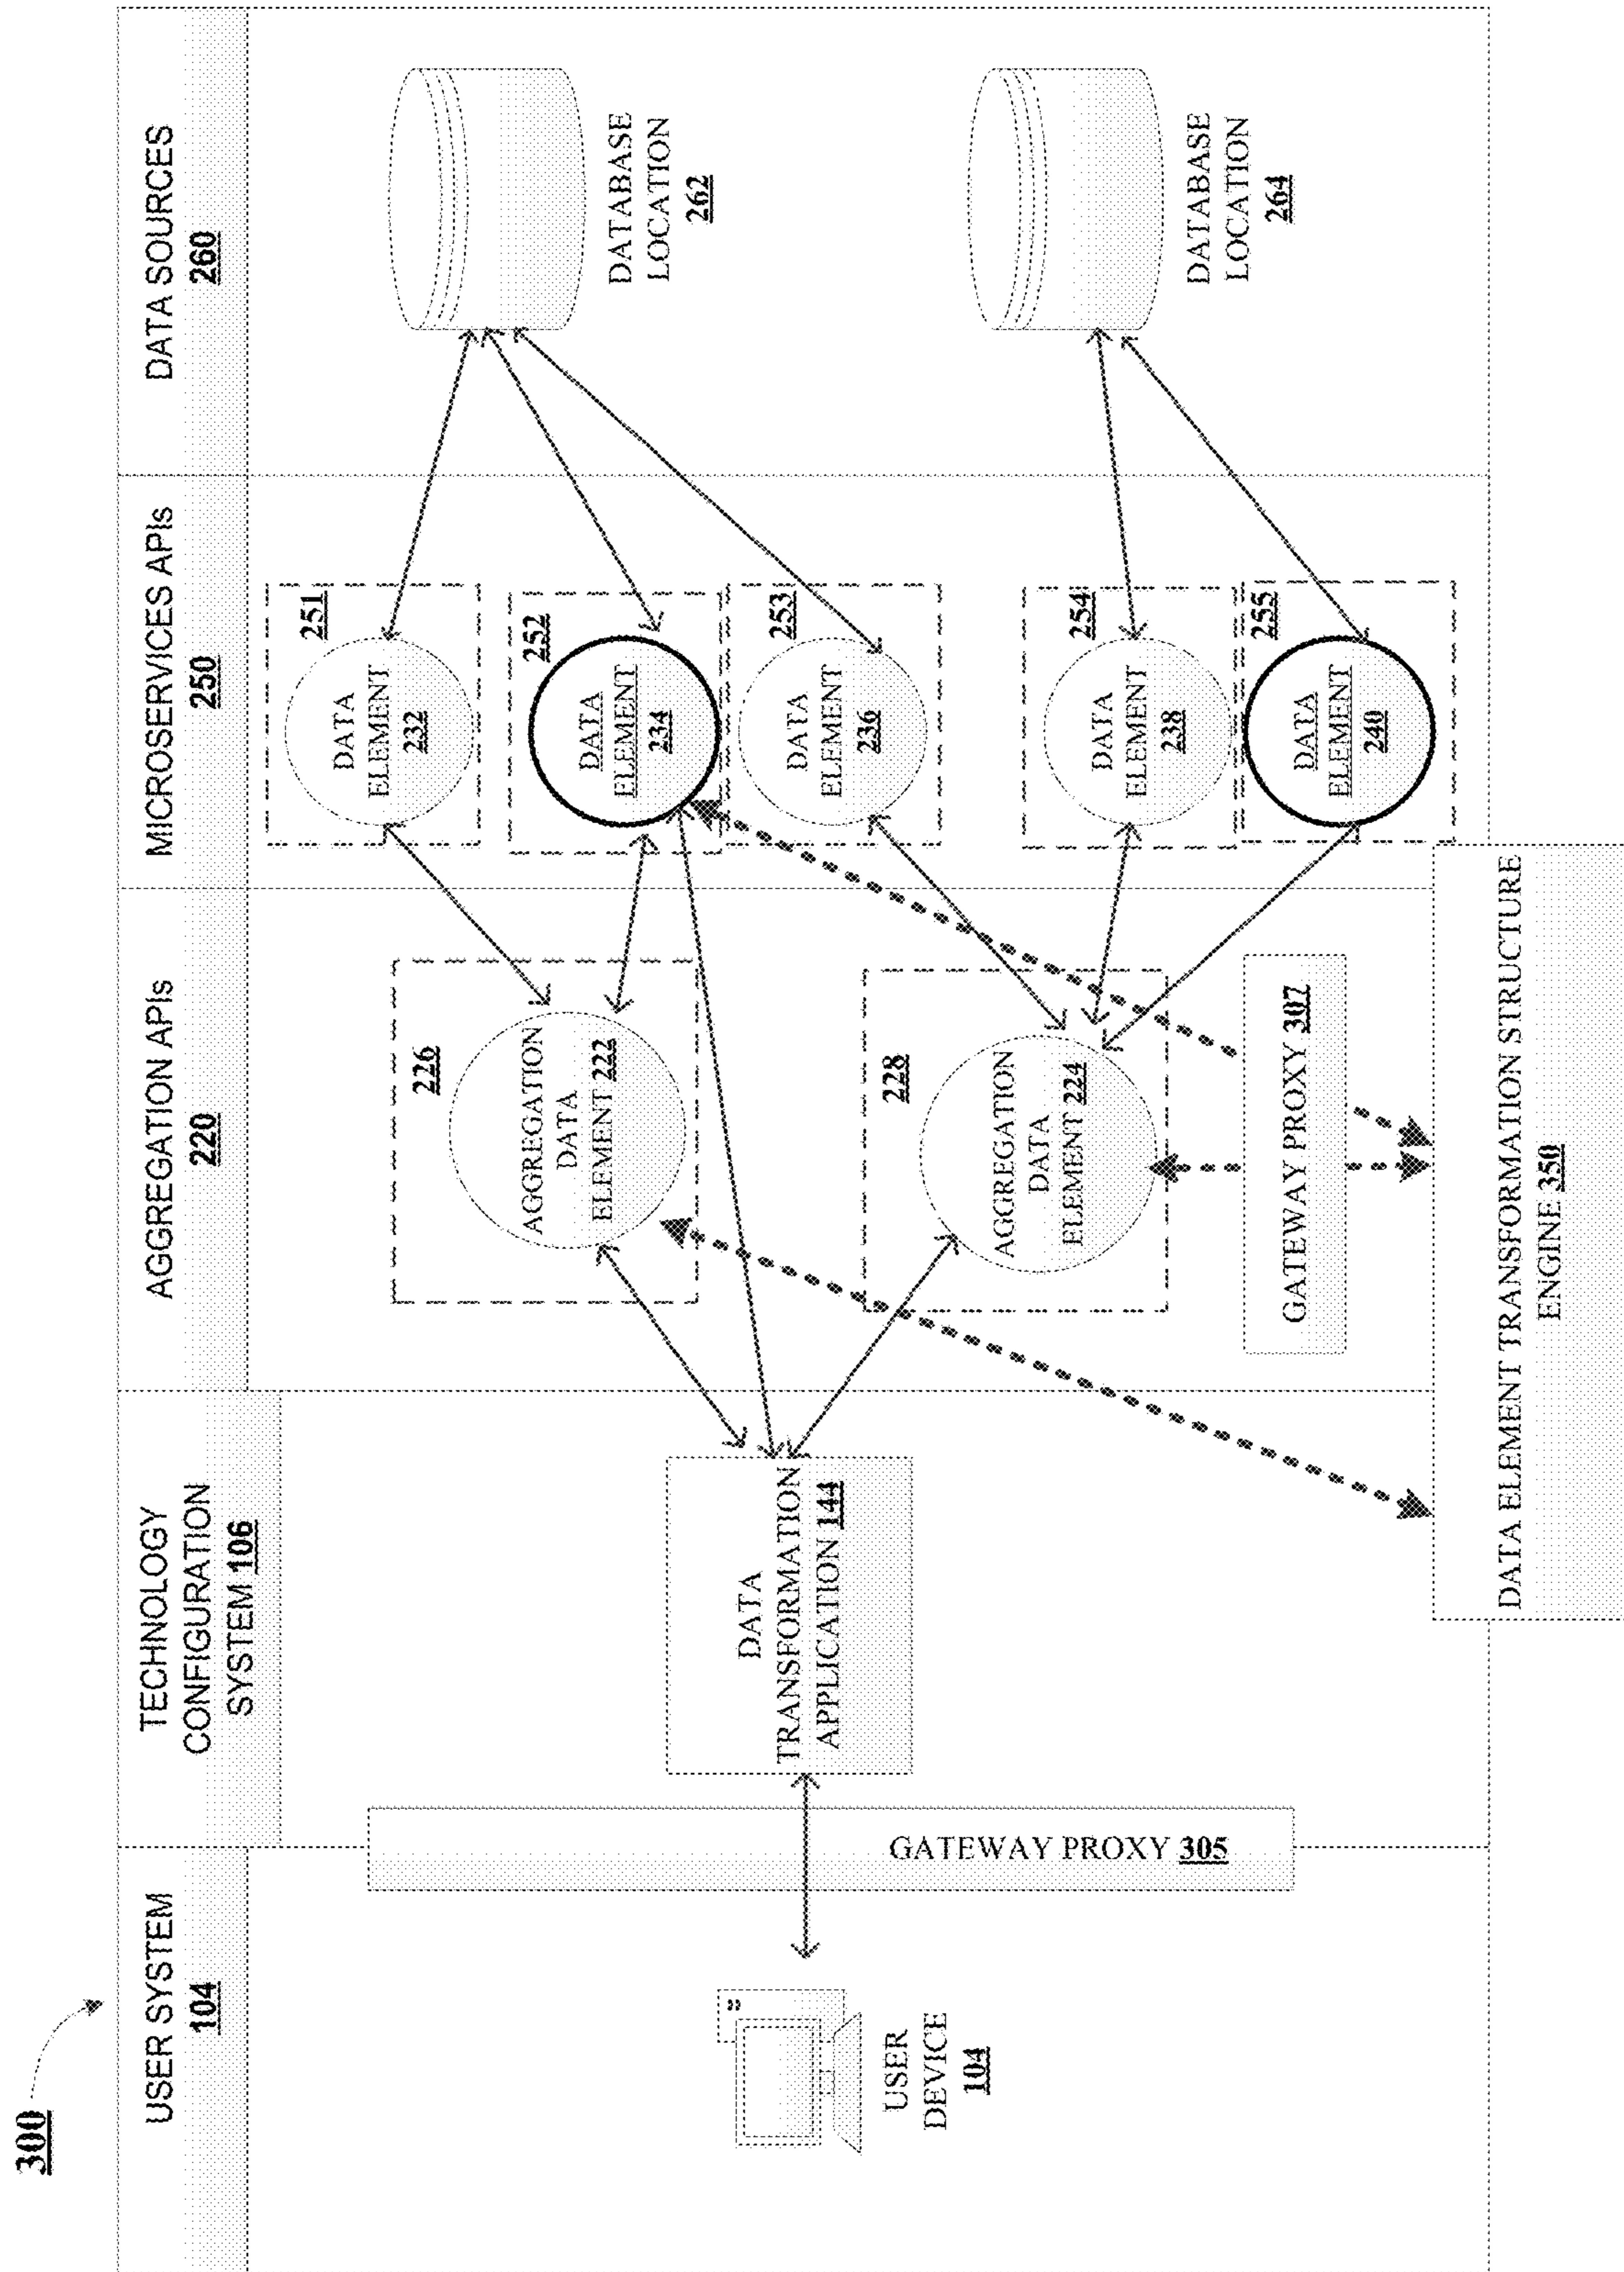 300
USER SYSTEM
104
TECHNOLOGY
CONFIGURATION
SYSTEM 106
AGGREGATION APIs
220
MICROSERVICES APIs
250
DATA SOURCES
260
USER
DEVICE
104
GATEWAY PROXY 305
DATA
TRANSFORMATION
APPLICATION 144
226
AGGREGATION
DATA
ELEMENT 222
228
AGGREGATION
DATA
ELEMENT 224
GATEWAY PROXY 307
251
DATA
ELEMENT
232
252
DATA
ELEMENT
234
253
DATA
ELEMENT
236
254
DATA
ELEMENT
238
255
DATA
ELEMENT
240
DATABASE
LOCATION
262
DATABASE
LOCATION
264
DATA ELEMENT TRANSFORMATION STRUCTURE
ENGINE 350